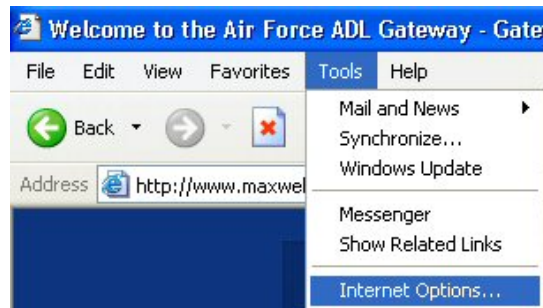 Welcome to the Air Force ADL Gateway - Gate
File Edit View Favorites Tools Help
Back
Address http://www.maxwel
Mail and News
Synchronize...
Windows Update
Messenger
Show Related Links
Internet Options...